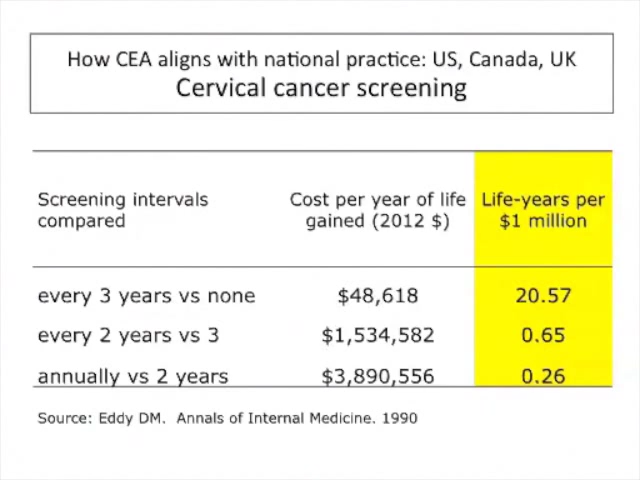 How CEA aligns with national practice: US, Canada, UK
Cervical cancer screening
Screening intervals compared
Cost per year of life gained (2012 $)
Life-years per $1 million
every 3 years vs none $48,618 20.57
every 2 years vs 3 $1,534,582 0.65
annually vs 2 years $3,890,556 0.26
Source: Eddy DM. Annals of Internal Medicine. 1990